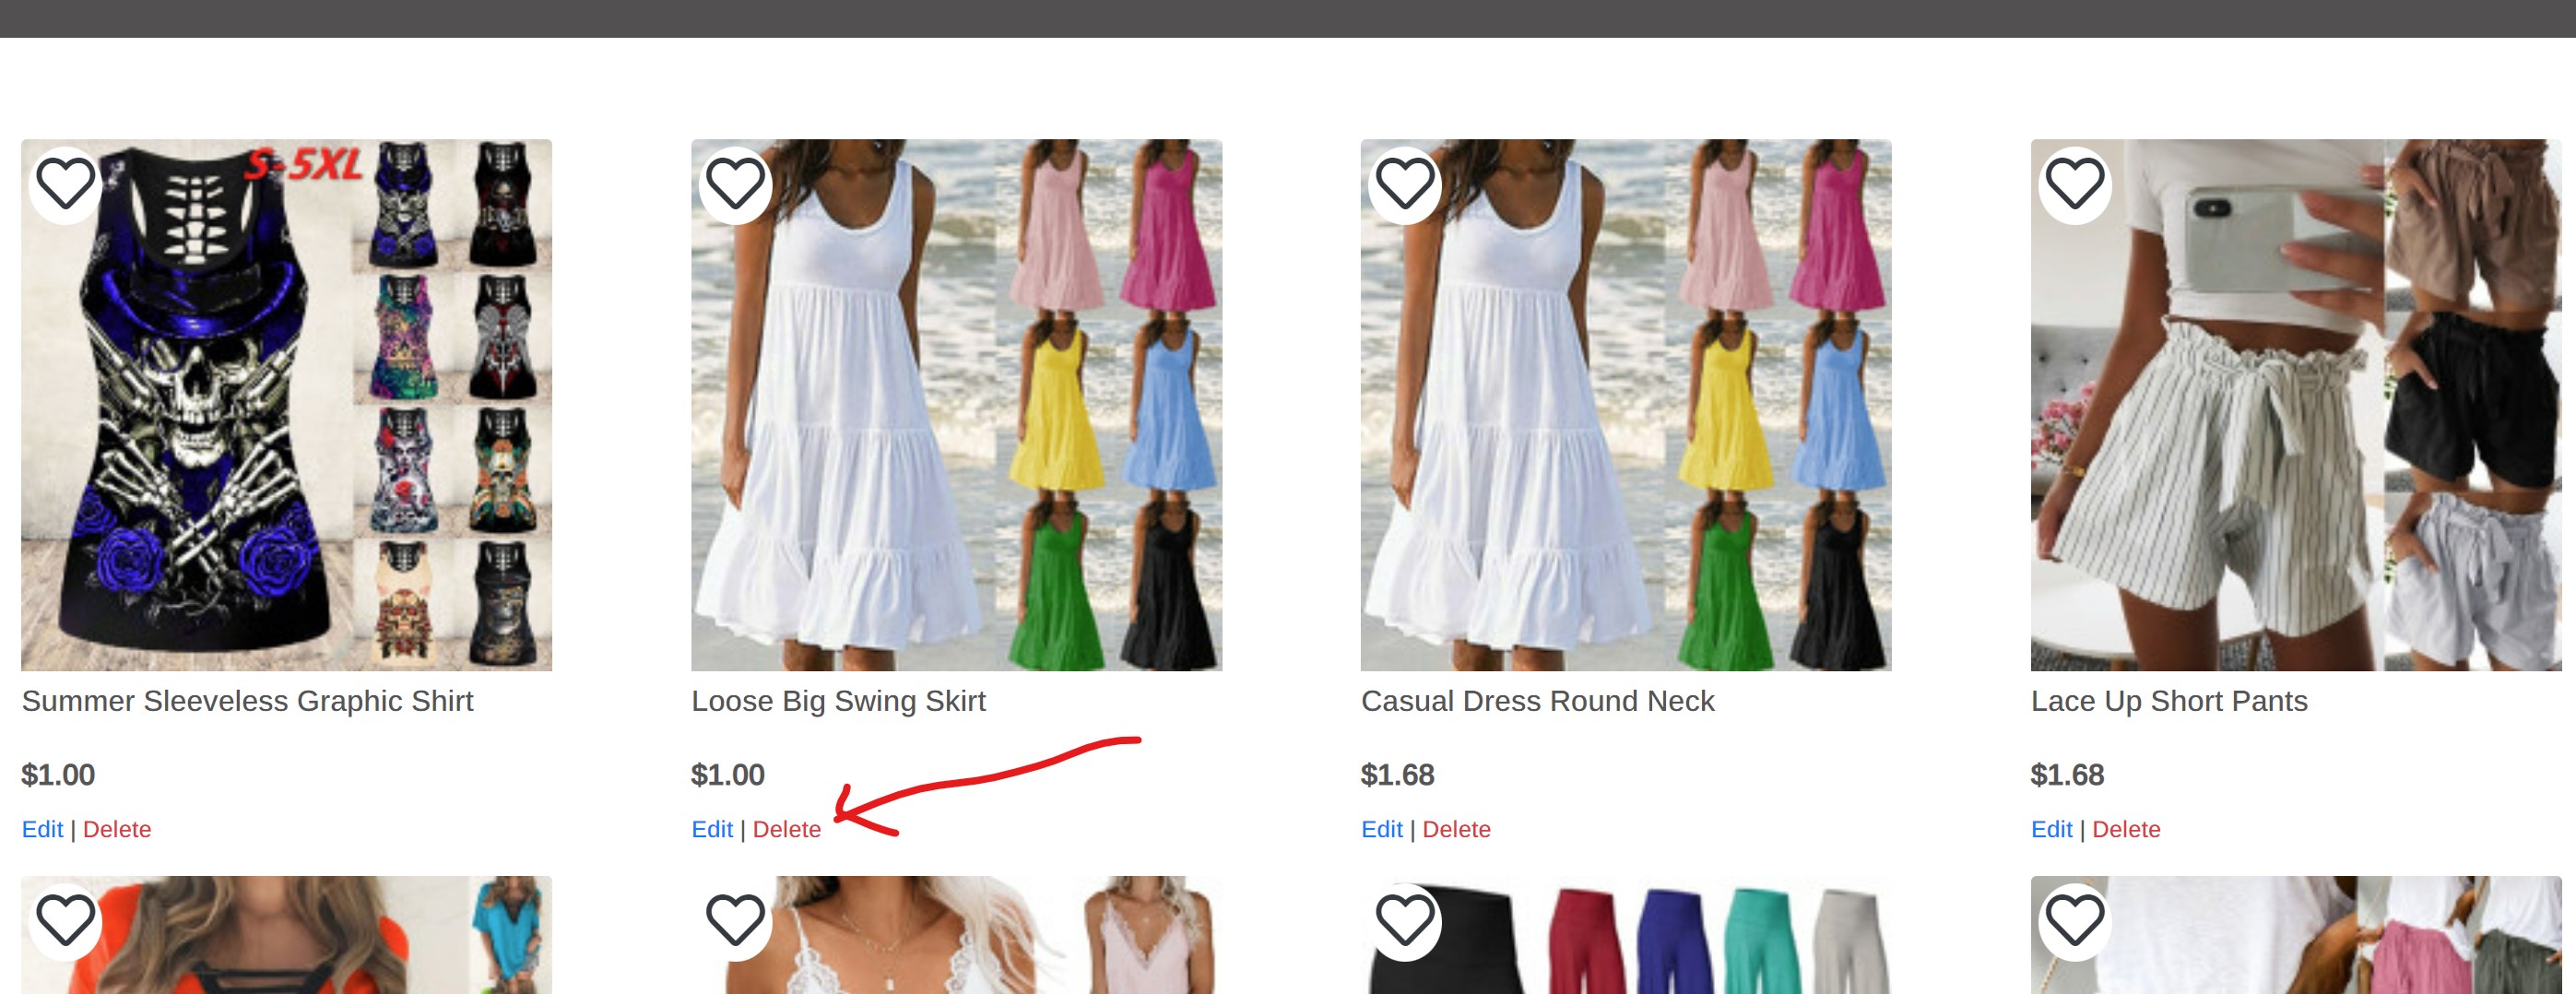 S-5XL
Summer Sleeveless Graphic Shirt
$1.00
Edit | Delete
Loose Big Swing Skirt
$1.00
Edit | Delete
Casual Dress Round Neck
$1.68
Edit | Delete
Lace Up Short Pants
$1.68
Edit | Delete